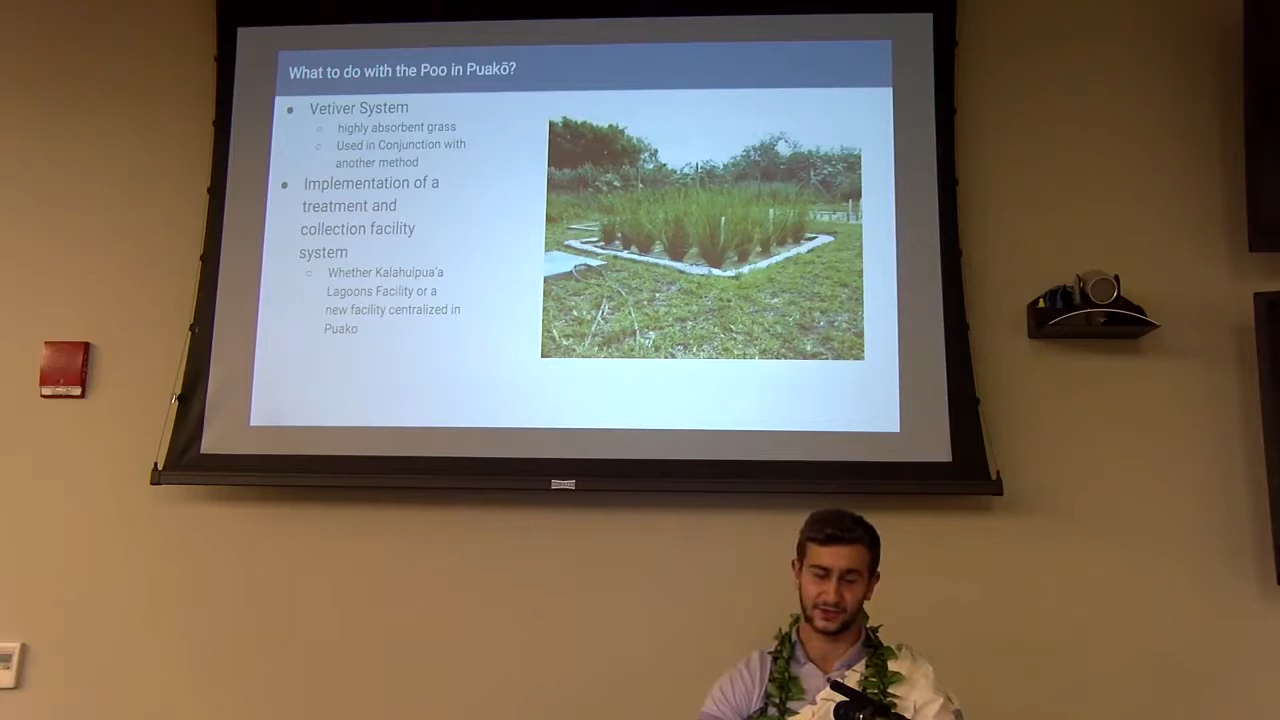 What to do with the Poo in Puakō?
● Vetiver System
○ highly absorbent grass
○ Used in Conjunction with
another method
● Implementation of a
treatment and
collection facility
system
○ Whether Kalahuipua'a
Lagoons Facility or a
new facility centralized in
Puako